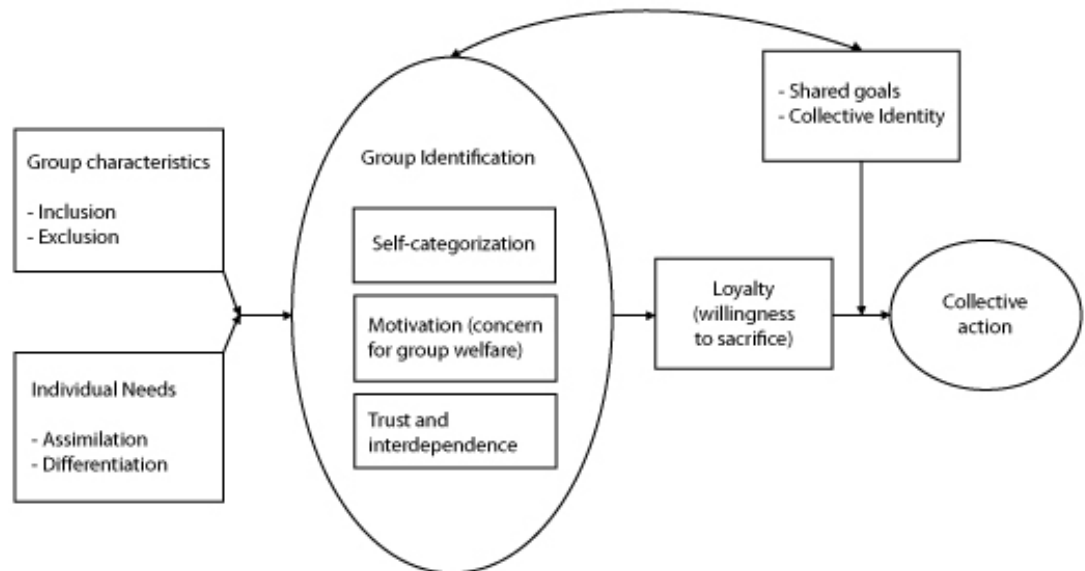 - Shared goals
- Collective Identity
Group characteristics
- Inclusion
- Exclusion
Group Identification
Self-categorization
Motivation (concern
for group welfare)
Trust and
interdependence
Loyalty
(willingness
to sacrifice)
Collective
action
Individual Needs
- Assimilation
- Differentiation